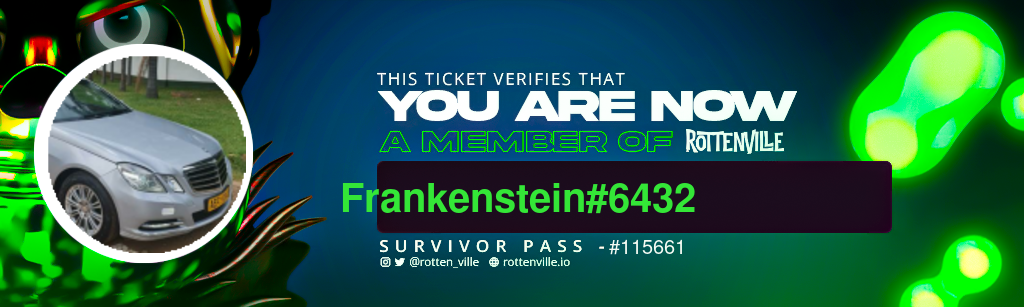 THIS TICKET VERIFIES THAT
YOU ARE NOW
A MEMBER OF ROTTENVILLE
Frankenstein#6432
SURVIVOR PASS - #115661
@rotten_ville rottenville.io